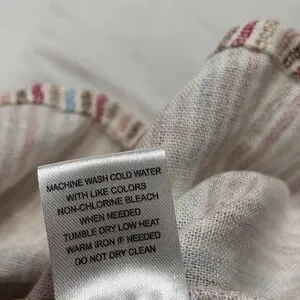 MACHINE WASH COLD WATER
WITH LIKE COLORS
NON-CHLORINE BLEACH
WHEN NEEDED
TUMBLE DRY LOW HEAT
WARM IRON IF NEEDED
DO NOT DRY CLEAN